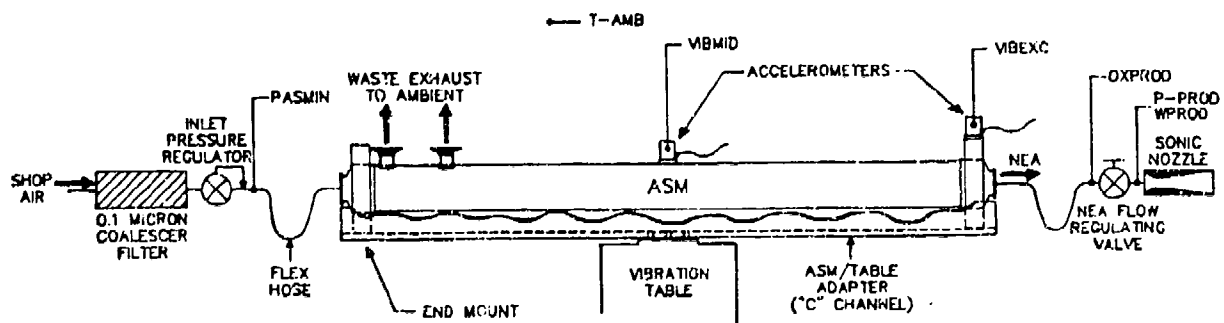 T-AMB
VIBMID
VIBEXC
ACCELEROMETERS
OXPROD
P-PROD
WPROD
WASTE EXHAUST
TO AMBIENT
PASMIN
INLET
PRESSURE
REGULATOR
SHOP
AIR
0.1 MICRON
COALESCER
FILTER
ASM
NEA
SONIC
NOZZLE
NEA FLOW
REGULATING
VALVE
FLEX
HOSE
END MOUNT
VIBRATION
TABLE
ASM/TABLE
ADAPTER
("C" CHANNEL)